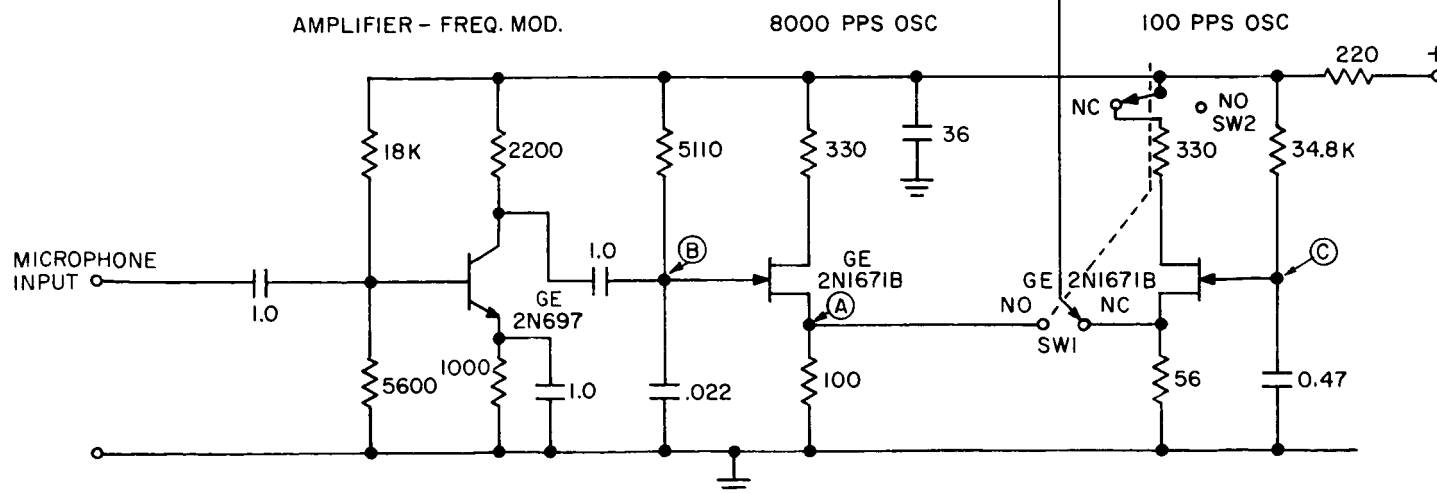 AMPLIFIER – FREQ. MOD.
8000 PPS OSC
100 PPS OSC
220
+
NC
NO
SW2
18K
2200
5110
330
36
330
34.8K
MICROPHONE
INPUT
1.0
GE
2N697
1.0
B
GE
2N1671B
A
NO
GE 2N1671B
NC
SW1
C
5600
1000
1.0
.022
100
56
0.47